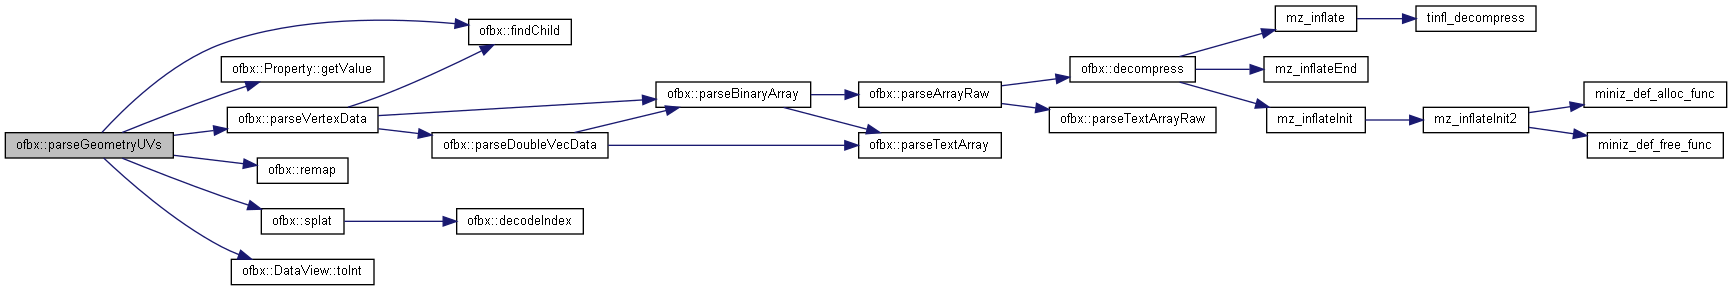 ofbx::parseGeometryUVs
ofbx::findChild
ofbx::Property::getValue
ofbx::parseVertexData
ofbx::remap
ofbx::splat
ofbx::DataView::toInt
ofbx::parseDoubleVecData
ofbx::decodeIndex
ofbx::parseBinaryArray
ofbx::parseArrayRaw
ofbx::parseTextArray
ofbx::decompress
ofbx::parseTextArrayRaw
mz_inflate
mz_inflateEnd
mz_inflateInit
tinfl_decompress
mz_inflateInit2
miniz_def_alloc_func
miniz_def_free_func